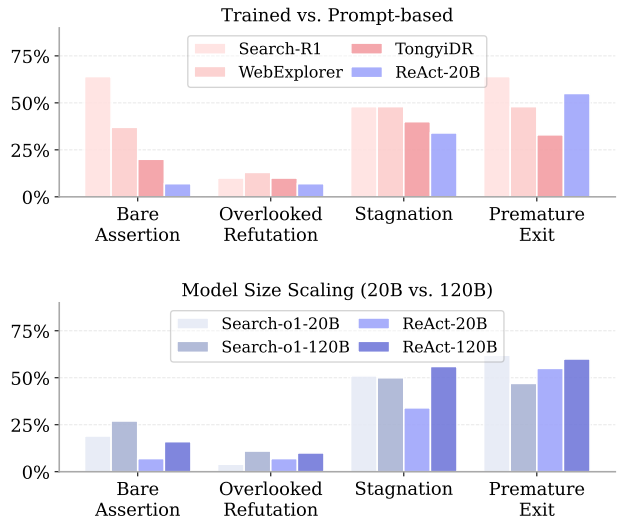 Trained vs. Prompt-based
Search-R1
WebExplorer
TongyiDR
ReAct-20B
75%
50%
25%
0%
Bare
Assertion
Overlooked
Refutation
Stagnation
Premature
Exit
Model Size Scaling (20B vs. 120B)
Search-o1-20B
Search-o1-120B
ReAct-20B
ReAct-120B
75%
50%
25%
0%
Bare
Assertion
Overlooked
Refutation
Stagnation
Premature
Exit